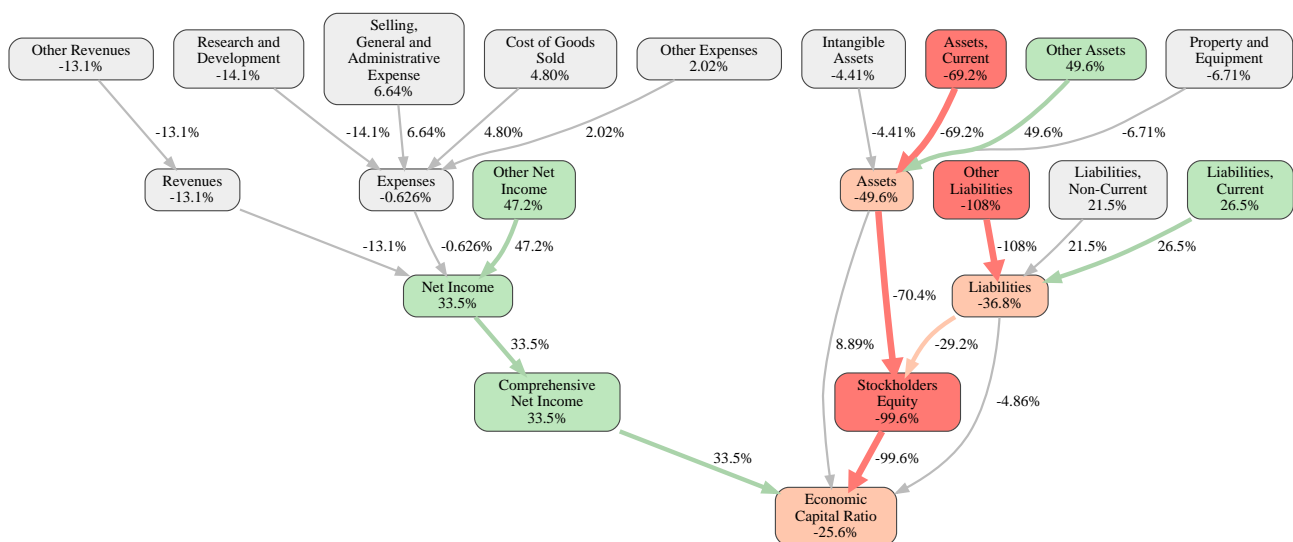 Other Revenues
-13.1%
Research and
Development
-14.1%
Selling,
General and
Administrative
Expense
6.64%
Cost of Goods
Sold
4.80%
Other Expenses
2.02%
Intangible
Assets
-4.41%
Assets,
Current
-69.2%
Other Assets
49.6%
Property and
Equipment
-6.71%
-13.1%
-14.1%
6.64%
4.80%
2.02%
-4.41%
-69.2%
49.6%
-6.71%
Revenues
-13.1%
Expenses
-0.626%
Other Net
Income
47.2%
Assets
-49.6%
Other
Liabilities
-108%
Liabilities,
Non-Current
21.5%
Liabilities,
Current
26.5%
-13.1%
-0.626%
47.2%
-108%
21.5%
26.5%
Net Income
33.5%
-70.4%
Liabilities
-36.8%
33.5%
8.89%
-29.2%
Comprehensive
Net Income
33.5%
Stockholders
Equity
-99.6%
-4.86%
33.5%
-99.6%
Economic
Capital Ratio
-25.6%